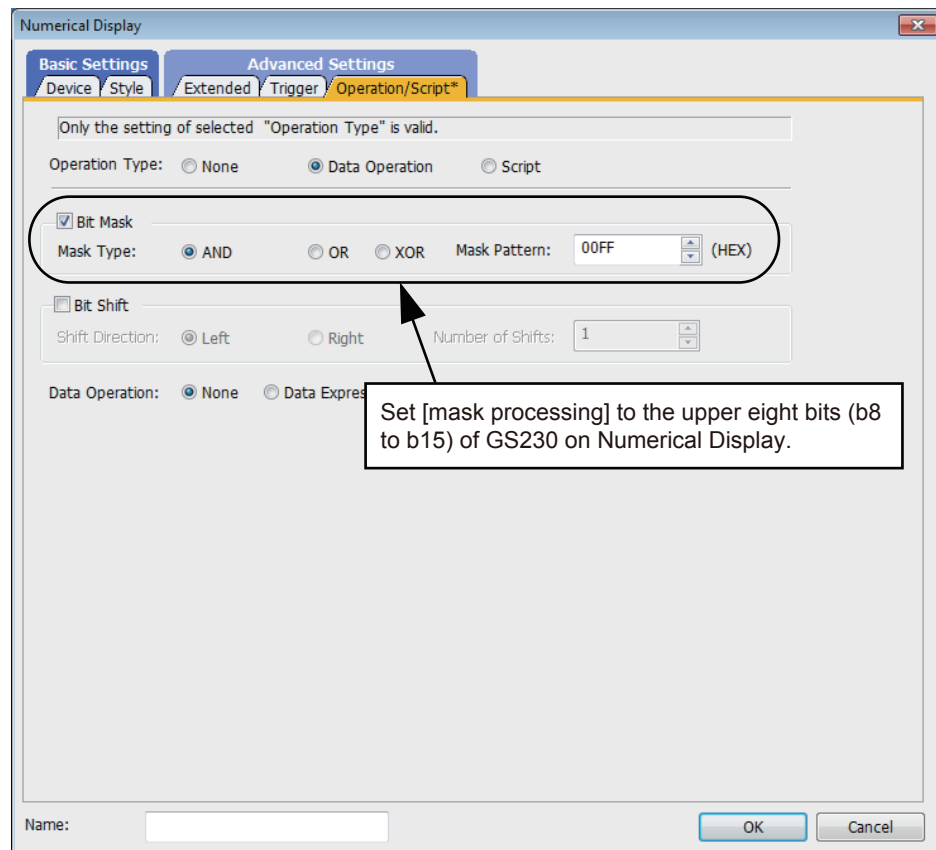 Numerical Display
Basic Settings Advanced Settings
Device Style Extended Trigger Operation/Script*
Only the setting of selected "Operation Type" is valid.
Operation Type: None Data Operation Script
Bit Mask
Mask Type: AND OR XOR Mask Pattern: 00FF (HEX)
Bit Shift
Shift Direction: Left Right Number of Shifts: 1
Data Operation: None Data Expres
Set [mask processing] to the upper eight bits (b8
to b15) of GS230 on Numerical Display.
Name: OK Cancel